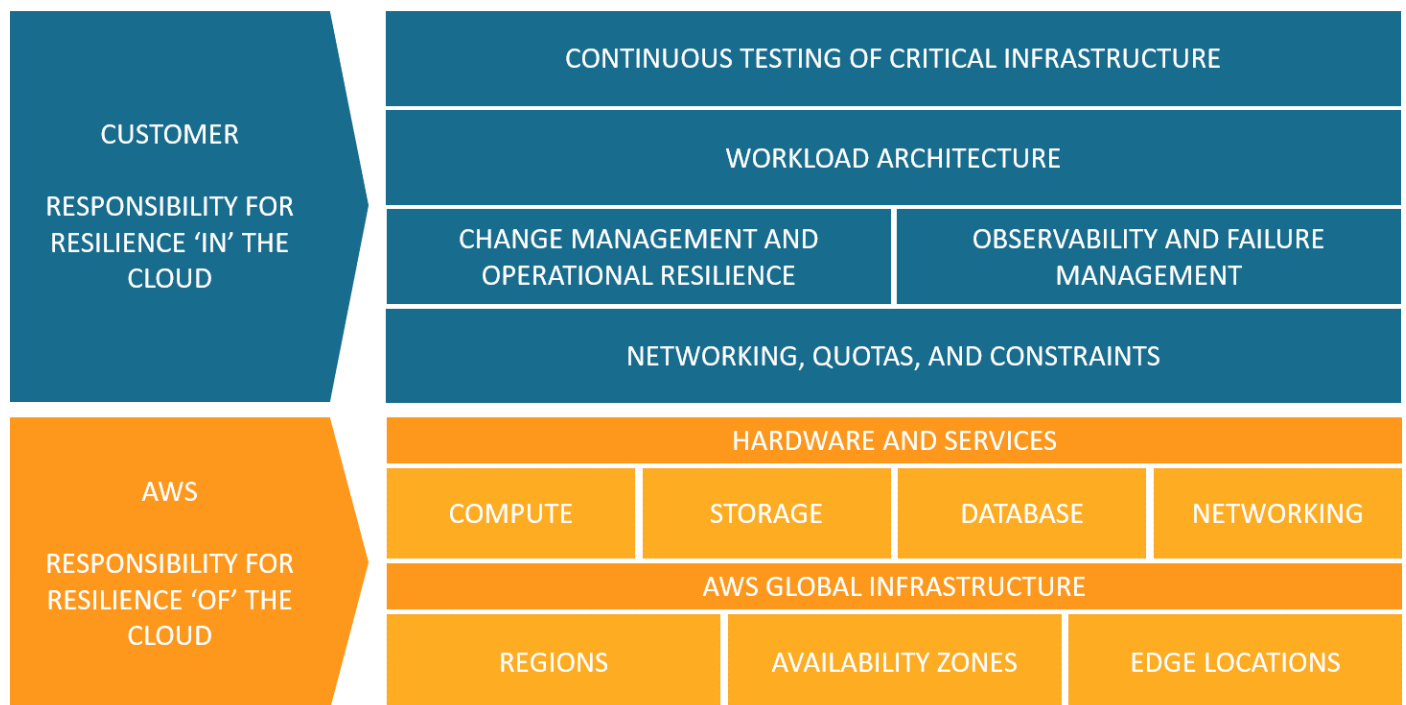 CUSTOMER
RESPONSIBILITY FOR
RESILIENCE ‘IN’ THE
CLOUD
CONTINUOUS TESTING OF CRITICAL INFRASTRUCTURE
WORKLOAD ARCHITECTURE
CHANGE MANAGEMENT AND
OPERATIONAL RESILIENCE
OBSERVABILITY AND FAILURE
MANAGEMENT
NETWORKING, QUOTAS, AND CONSTRAINTS
AWS
RESPONSIBILITY FOR
RESILIENCE ‘OF’ THE
CLOUD
HARDWARE AND SERVICES
COMPUTE
STORAGE
DATABASE
NETWORKING
AWS GLOBAL INFRASTRUCTURE
REGIONS
AVAILABILITY ZONES
EDGE LOCATIONS